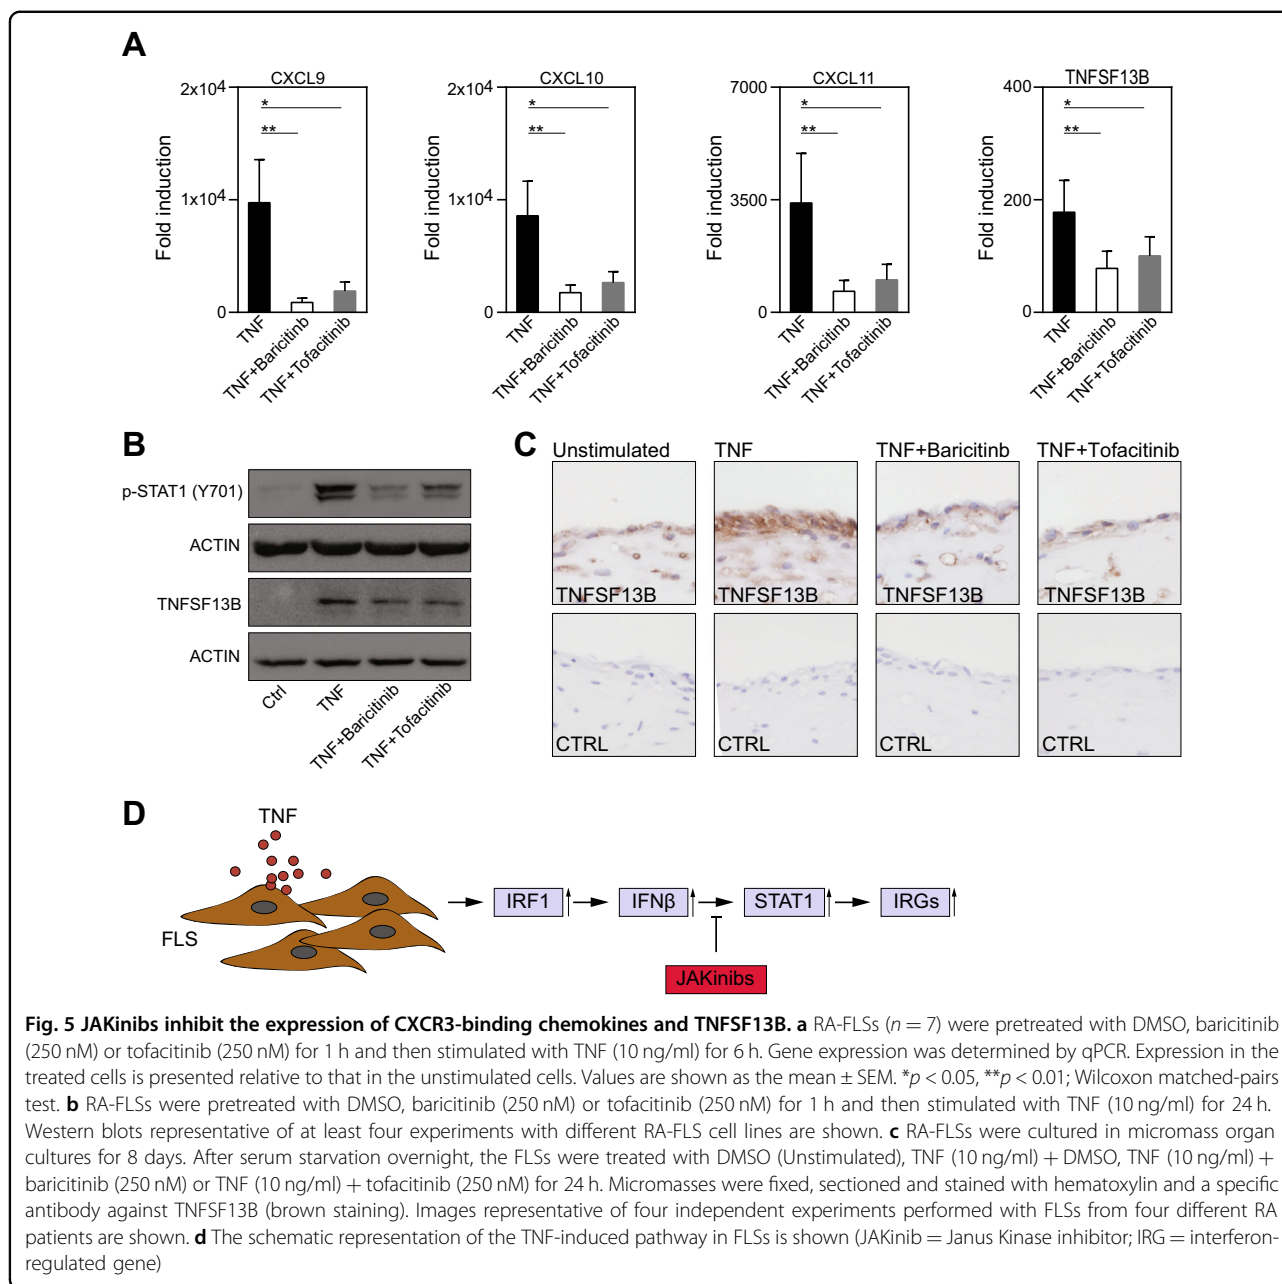 A
CXCL9
2x10⁴
1x10⁴
0
Fold induction
*
**
TNF
TNF+Baricitinb
TNF+Tofacitinib
CXCL10
2x10⁴
1x10⁴
0
Fold induction
*
**
TNF
TNF+Baricitinb
TNF+Tofacitinib
CXCL11
7000
3500
0
Fold induction
*
**
TNF
TNF+Baricitinb
TNF+Tofacitinib
TNFSF13B
400
200
0
Fold induction
*
**
TNF
TNF+Baricitinb
TNF+Tofacitinib
B
p-STAT1 (Y701)
ACTIN
TNFSF13B
ACTIN
Ctrl
TNF
TNF+Baricitinib
TNF+Tofacitinib
C
Unstimulated
TNF
TNF+Baricitinb
TNF+Tofacitinib
TNFSF13B
TNFSF13B
TNFSF13B
TNFSF13B
CTRL
CTRL
CTRL
CTRL
D
TNF
FLS
IRF1
IFNβ
STAT1
IRGs
JAKinibs
Fig. 5 JAKinibs inhibit the expression of CXCR3-binding chemokines and TNFSF13B. a RA-FLSs (n = 7) were pretreated with DMSO, baricitinib
(250 nM) or tofacitinib (250 nM) for 1 h and then stimulated with TNF (10 ng/ml) for 6 h. Gene expression was determined by qPCR. Expression in the
treated cells is presented relative to that in the unstimulated cells. Values are shown as the mean ± SEM. *p < 0.05, **p < 0.01; Wilcoxon matched-pairs
test. b RA-FLSs were pretreated with DMSO, baricitinib (250 nM) or tofacitinib (250 nM) for 1 h and then stimulated with TNF (10 ng/ml) for 24 h.
Western blots representative of at least four experiments with different RA-FLS cell lines are shown. c RA-FLSs were cultured in micromass organ
cultures for 8 days. After serum starvation overnight, the FLSs were treated with DMSO (Unstimulated), TNF (10 ng/ml) + DMSO, TNF (10 ng/ml) +
baricitinib (250 nM) or TNF (10 ng/ml) + tofacitinib (250 nM) for 24 h. Micromasses were fixed, sectioned and stained with hematoxylin and a specific
antibody against TNFSF13B (brown staining). Images representative of four independent experiments performed with FLSs from four different RA
patients are shown. d The schematic representation of the TNF-induced pathway in FLSs is shown (JAKinib = Janus Kinase inhibitor; IRG = interferon-
regulated gene)